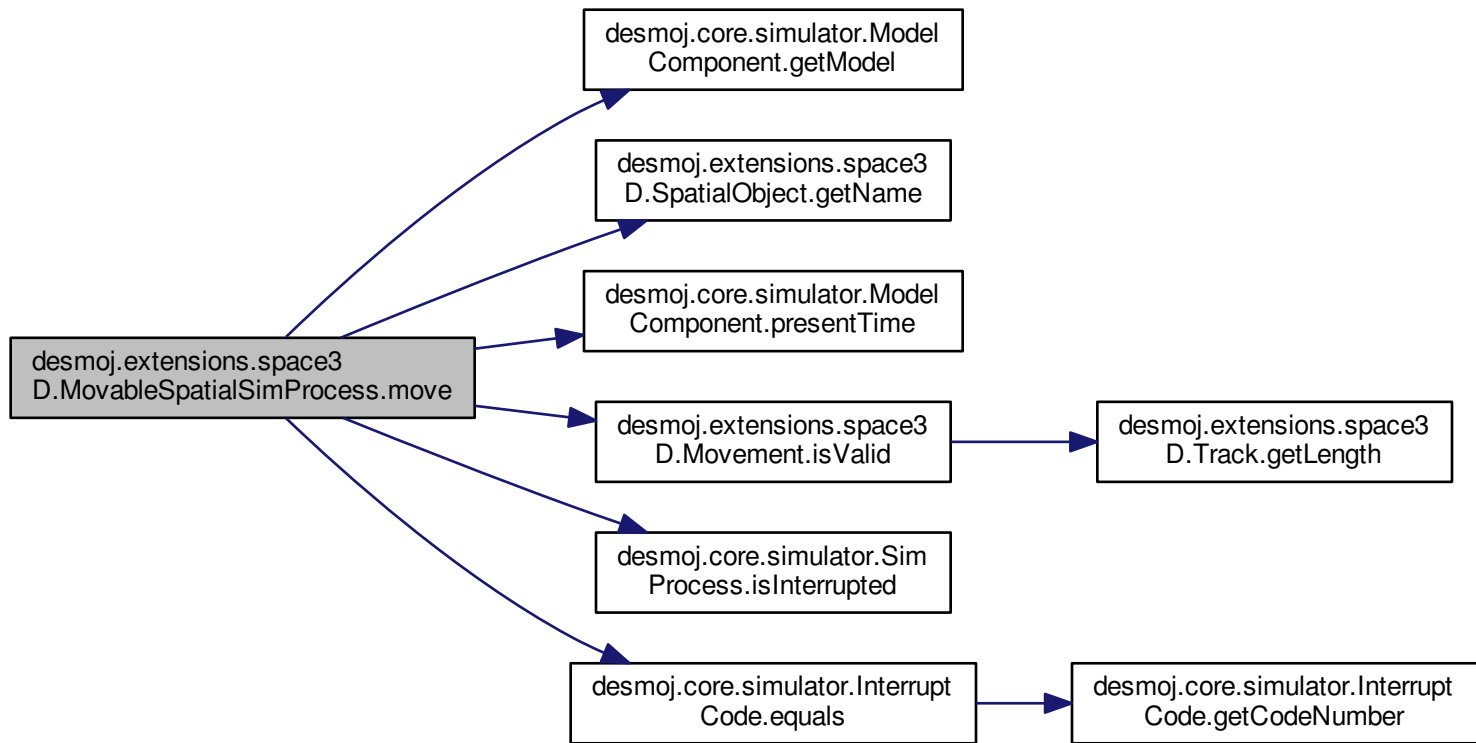 desmoj.core.simulator.Model
Component.getModel
desmoj.extensions.space3
D.SpatialObject.getName
desmoj.core.simulator.Model
Component.presentTime
desmoj.extensions.space3
D.MovableSpatialSimProcess.move
desmoj.extensions.space3
D.Movement.isValid
desmoj.extensions.space3
D.Track.getLength
desmoj.core.simulator.Sim
Process.isInterrupted
desmoj.core.simulator.Interrupt
Code.equals
desmoj.core.simulator.Interrupt
Code.getCodeNumber